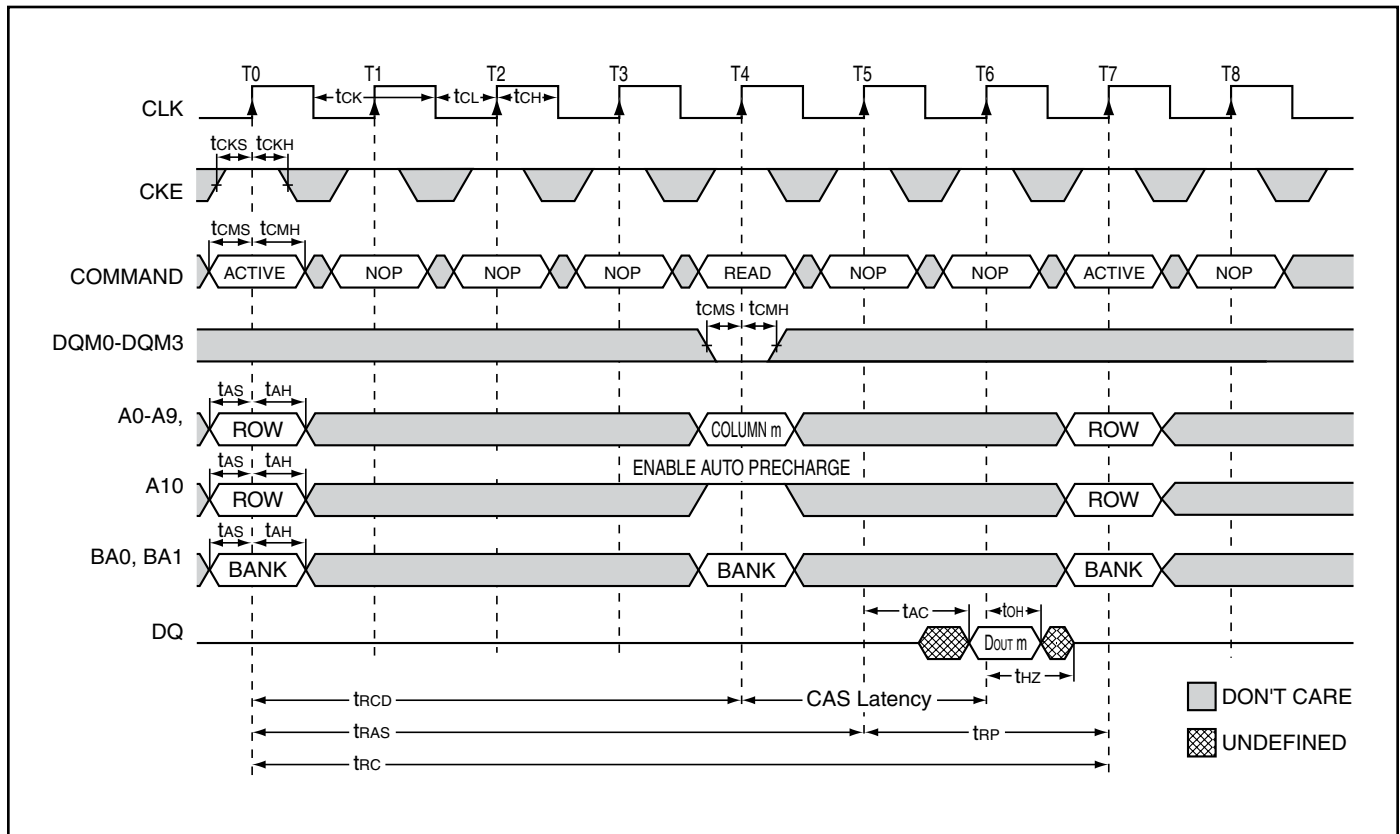 T0 T1 T2 T3 T4 T5 T6 T7 T8
CLK tCK tCL tCH
tCKS tCKH
CKE
tCMS tCMH
COMMAND ACTIVE NOP NOP NOP READ NOP NOP ACTIVE NOP
tCMS tCMH
DQM0-DQM3
tAS tAH
A0-A9, ROW COLUMN m ROW
tAS tAH ENABLE AUTO PRECHARGE
A10 ROW ROW
tAS tAH
BA0, BA1 BANK BANK BANK
tAC tOH
DQ DOUT m
tHZ
tRCD CAS Latency
DON'T CARE
tRAS tRP
UNDEFINED
tRC